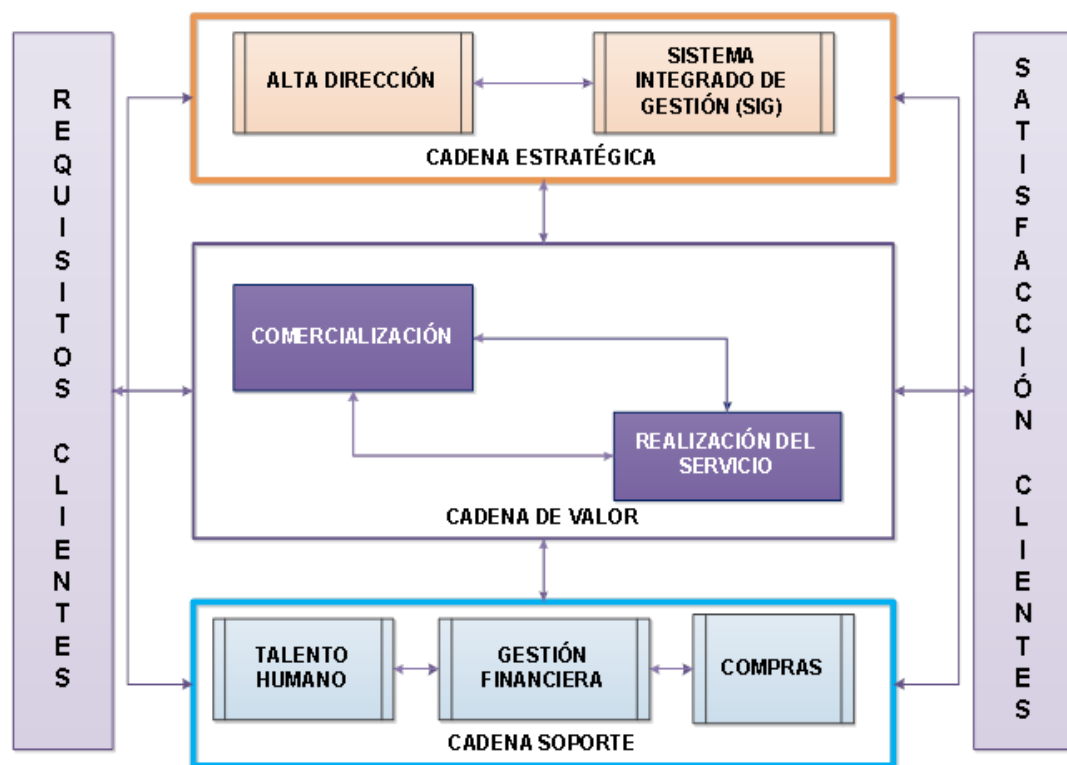 REQUISITOS CLIENTES
ALTA DIRECCIÓN
SISTEMA
INTEGRADO DE
GESTIÓN (SIG)
CADENA ESTRATÉGICA
COMERCIALIZACIÓN
REALIZACIÓN DEL
SERVICIO
CADENA DE VALOR
TALENTO
HUMANO
GESTIÓN
FINANCIERA
COMPRAS
CADENA SOPORTE
SATISFACCIÓN CLIENTES